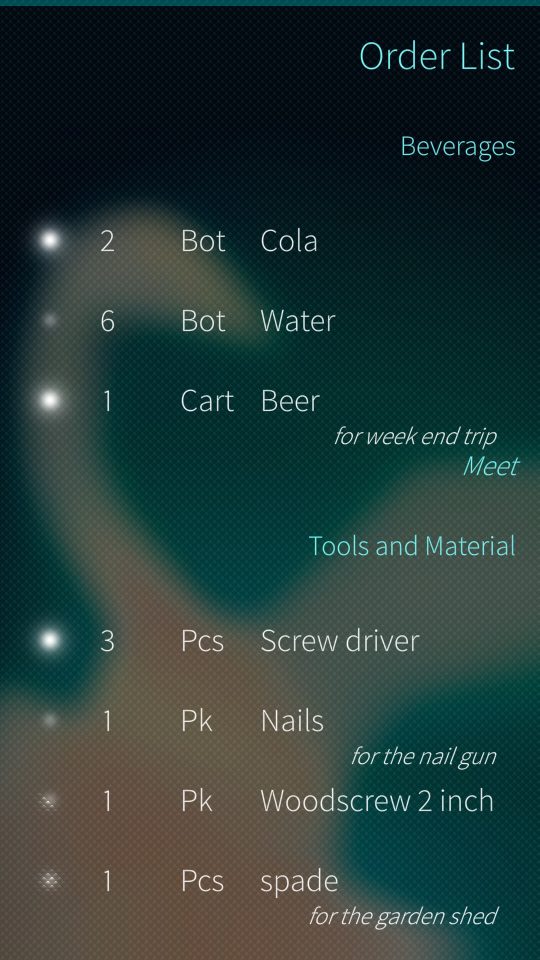 Order List
Beverages
2 Bot Cola
6 Bot Water
1 Cart Beer
for week end trip
Meet
Tools and Material
3 Pcs Screw driver
1 Pk Nails
for the nail gun
1 Pk Woodscrew 2 inch
1 Pcs spade
for the garden shed